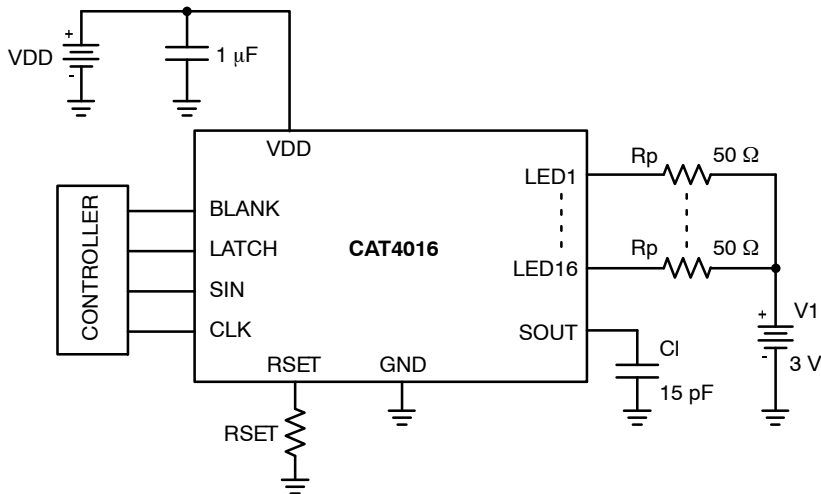 +
VDD
-
1 μF
VDD
CONTROLLER
BLANK
LATCH
SIN
CLK
CAT4016
LED1
LED16
SOUT
RSET
GND
Rp
50 Ω
Rp
50 Ω
+
V1
-
3 V
Cl
15 pF
RSET